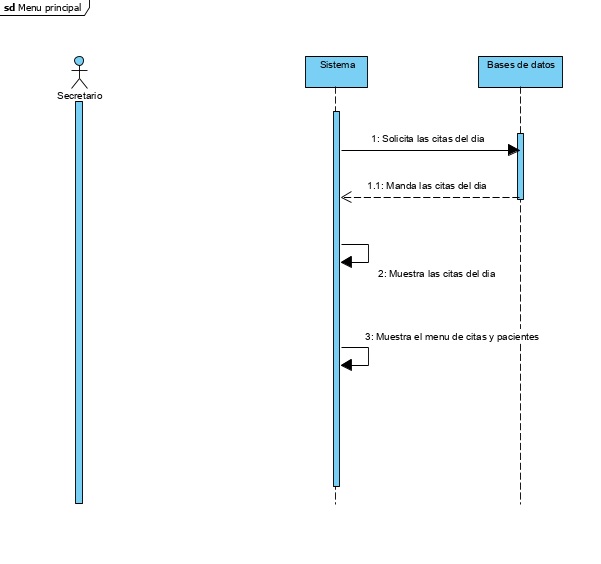 sd Menu principal
Secretario
Sistema
Bases de datos
1: Solicita las citas del dia
1.1: Manda las citas del dia
2: Muestra las citas del dia
3: Muestra el menu de citas y pacientes